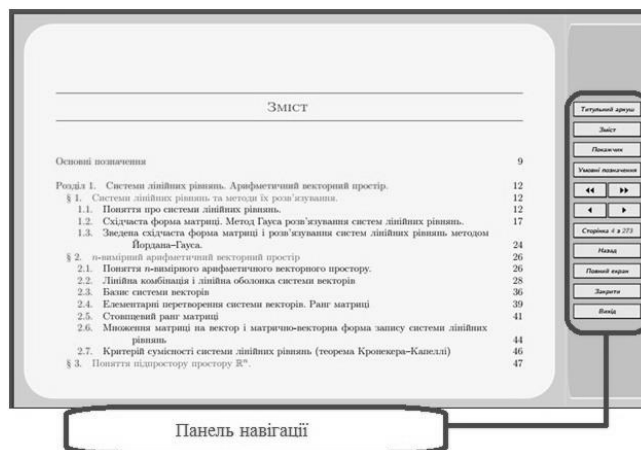 Зміст
Основні позначення 9
Розділ 1. Системи лінійних рівнянь. Арифметичний векторний простір. 12
§ 1. Системи лінійних рівнянь та методи їх розв'язування. 12
1.1. Поняття про системи лінійних рівнянь. 12
1.2. Східчаста форма матриці. Метод Гауса розв'язування систем лінійних рівнянь. 17
1.3. Зведена східчаста форма матриці і розв'язування систем лінійних рівнянь методом
Йордана–Гауса. 24
§ 2. n-вимірний арифметичний векторний простір 26
2.1. Поняття n-вимірного арифметичного векторного простору. 26
2.2. Лінійна комбінація і лінійна оболонка системи векторів 28
2.3. Базис системи векторів 36
2.4. Елементарні перетворення системи векторів. Ранг матриці 39
2.5. Стовпцевий ранг матриці 41
2.6. Множення матриці на вектор і матрично-векторна форма запису системи лінійних
рівнянь 44
2.7. Критерій сумісності системи лінійних рівнянь (теорема Кронекера–Капеллі) 46
§ 3. Поняття підпростору простору ℝⁿ. 47
Титульний аркуш
Зміст
Покажчик
Умовні позначення
Сторінка 4 з 273
Назад
Повний екран
Закрити
Вихід
Панель навігації